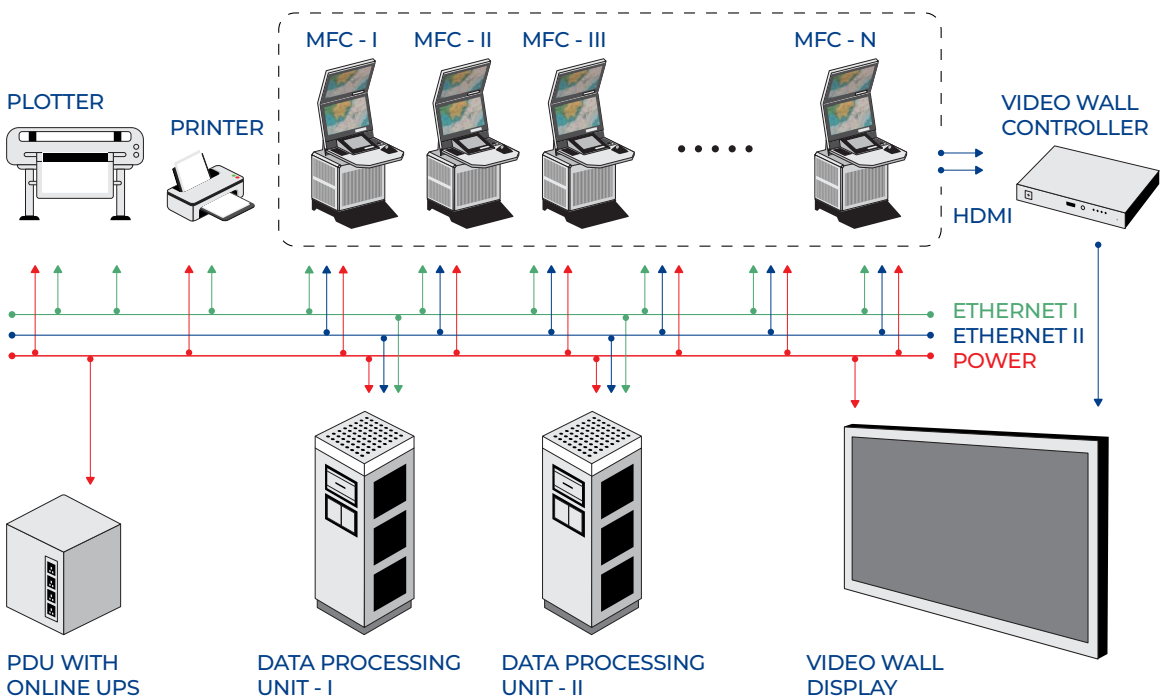 MFC - I
MFC - II
MFC - III
MFC - N
PLOTTER
PRINTER
VIDEO WALL
CONTROLLER
HDMI
ETHERNET I
ETHERNET II
POWER
PDU WITH
ONLINE UPS
DATA PROCESSING
UNIT - I
DATA PROCESSING
UNIT - II
VIDEO WALL
DISPLAY